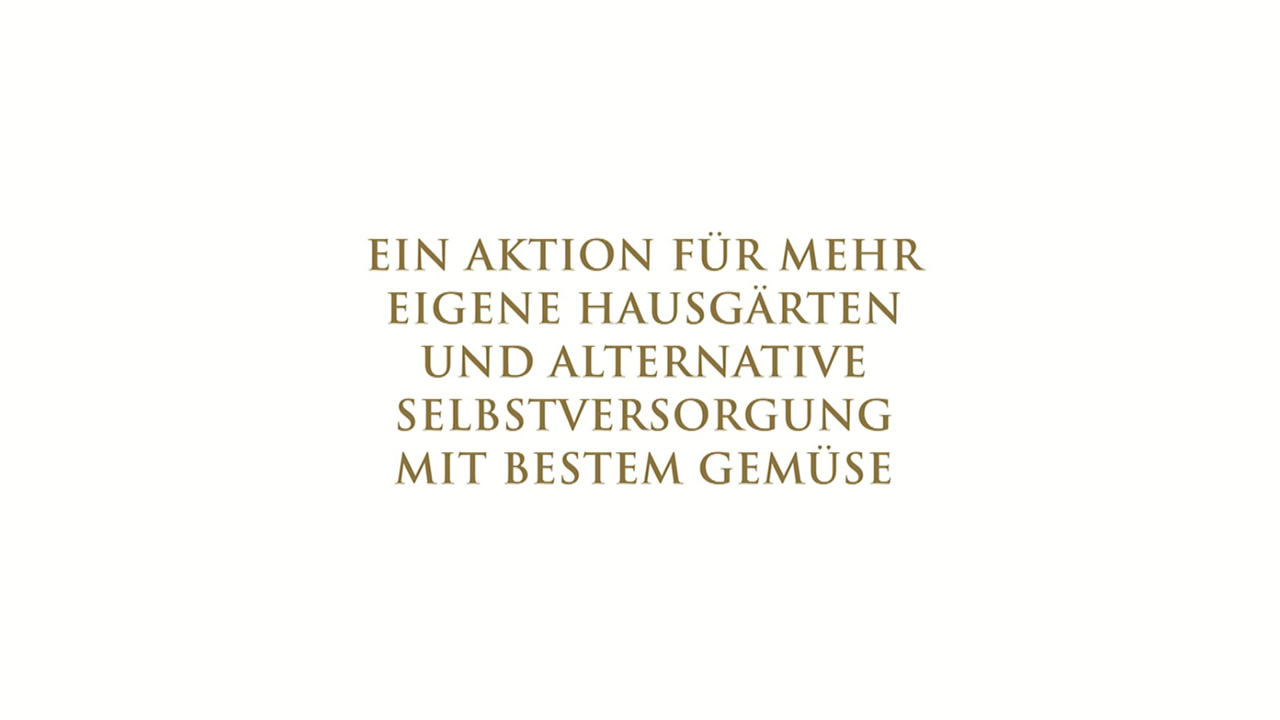 EIN AKTION FÜR MEHR
EIGENE HAUSGÄRTEN
UND ALTERNATIVE
SELBSTVERSORGUNG
MIT BESTEM GEMÜSE